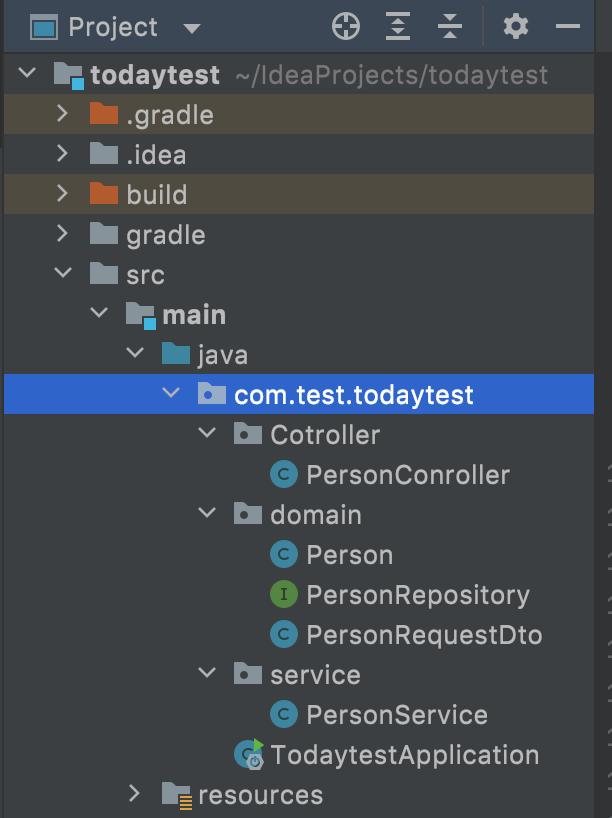 Project
todaytest ~/IdeaProjects/todaytest
.gradle
.idea
build
gradle
src
main
java
com.test.todaytest
Cotroller
C PersonConroller
domain
C Person
I PersonRepository
C PersonRequestDto
service
C PersonService
TodaytestApplication
resources